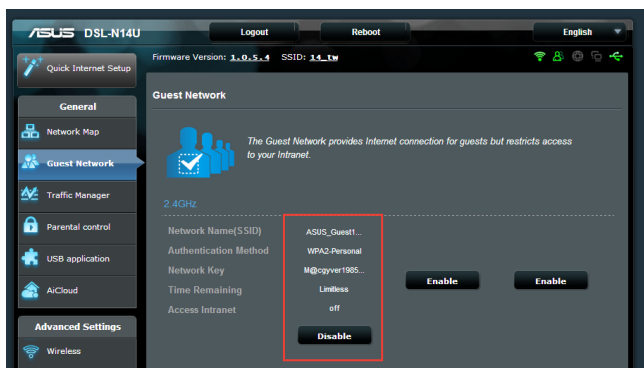 ASUS DSL-N14U Logout Reboot English
Firmware Version: 1.0.5.4 SSID: 14_tw
Quick Internet Setup
General
Network Map
Guest Network
Traffic Manager
Parental control
USB application
AiCloud
Advanced Settings
Wireless
Guest Network
The Guest Network provides Internet connection for guests but restricts access
to your Intranet.
2.4GHz
Network Name(SSID) ASUS_Guest1...
Authentication Method WPA2-Personal
Network Key M@cgyver1985...
Time Remaining Limitless
Access Intranet off
Disable
Enable Enable